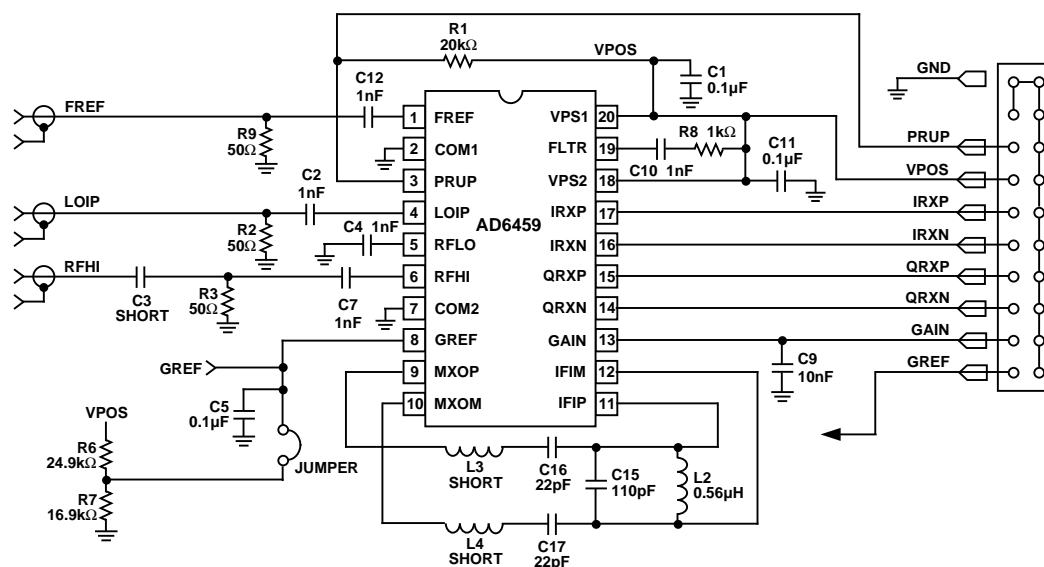 R1
20kΩ
VPOS
C12
1nF
C1
0.1µF
GND
FREF
R9
50Ω
1
FREF
2
COM1
3
PRUP
4
LOIP
5
RFLO
6
RFHI
7
COM2
8
GREF
9
MXOP
10
MXOM
AD6459
VPS1
20
FLTR
19
VPS2
18
IRXP
17
IRXN
16
QRXP
15
QRXN
14
GAIN
13
IFIM
12
IFIP
11
R8 1kΩ
C10 1nF
C11
0.1µF
PRUP
VPOS
IRXP
IRXN
QRXP
QRXN
GAIN
GREF
C9
10nF
LOIP
C2
1nF
R2
50Ω
C4 1nF
RFHI
C3
SHORT
R3
50Ω
C7
1nF
GREF
C5
0.1µF
VPOS
R6
24.9kΩ
R7
16.9kΩ
JUMPER
L3
SHORT
C16
22pF
C15
110pF
L2
0.56µH
L4
SHORT
C17
22pF